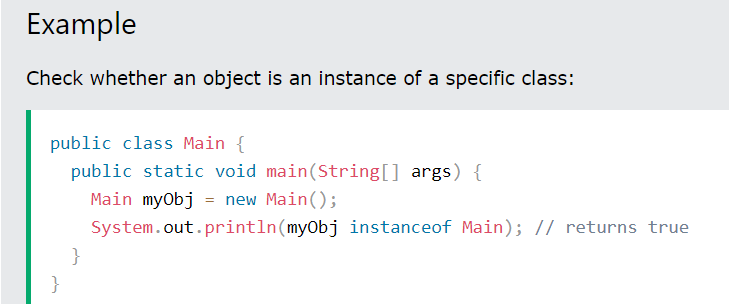 Example
Check whether an object is an instance of a specific class:
public class Main {
  public static void main(String[] args) {
    Main myObj = new Main();
    System.out.println(myObj instanceof Main); // returns true
  }
}